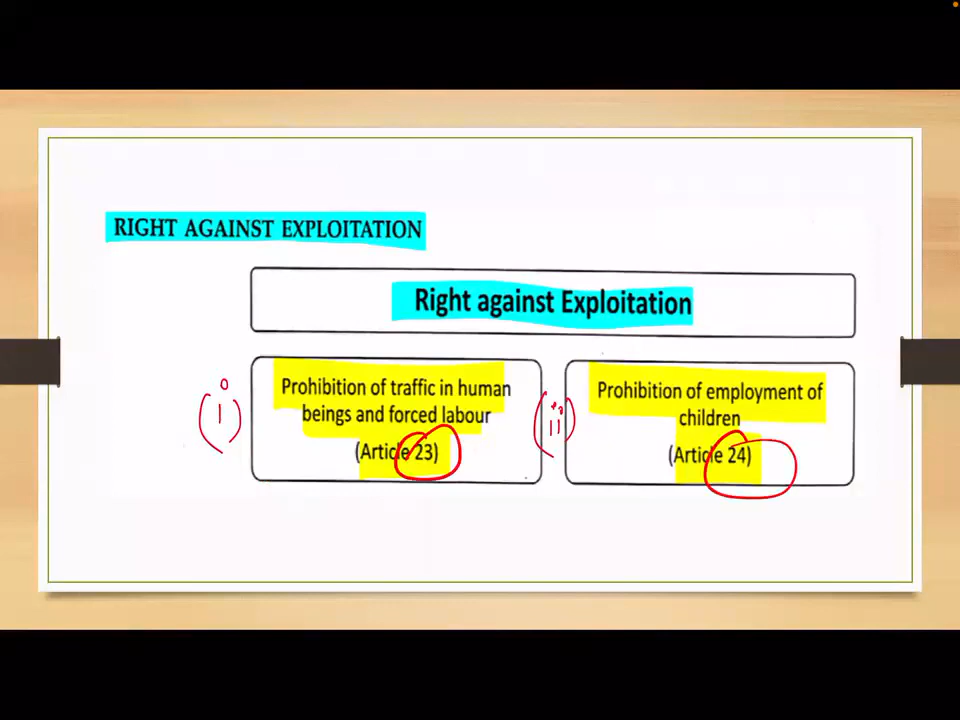 RIGHT AGAINST EXPLOITATION
Right against Exploitation
(i)
Prohibition of traffic in human
beings and forced labour
(Article 23)
(ii)
Prohibition of employment of
children
(Article 24)